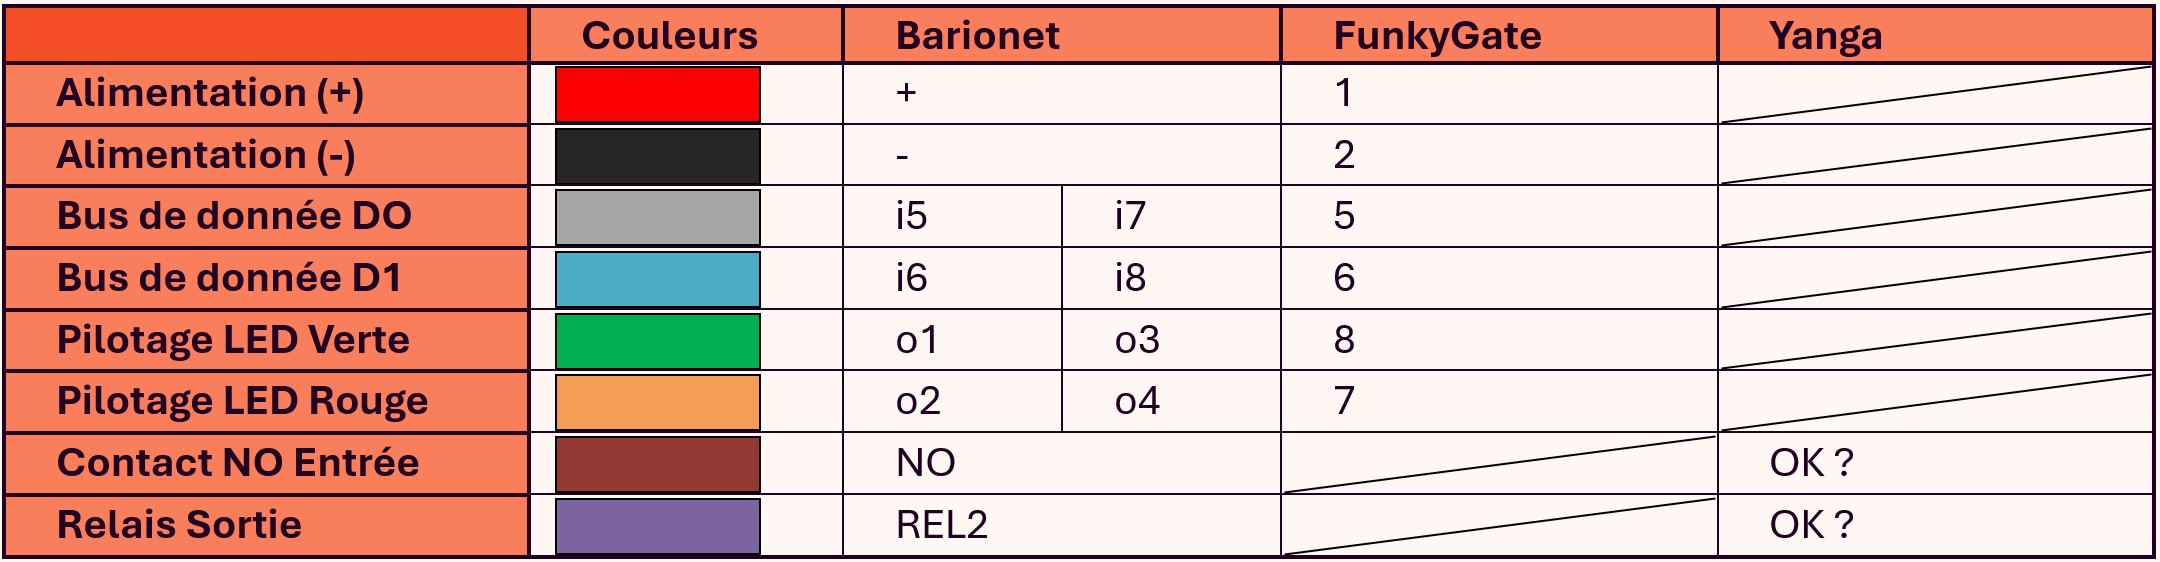 Couleurs Barionet FunkyGate Yanga
Alimentation (+) + 1
Alimentation (-) - 2
Bus de donnée DO i5 i7 5
Bus de donnée D1 i6 i8 6
Pilotage LED Verte o1 o3 8
Pilotage LED Rouge o2 o4 7
Contact NO Entrée NO OK ?
Relais Sortie REL2 OK ?